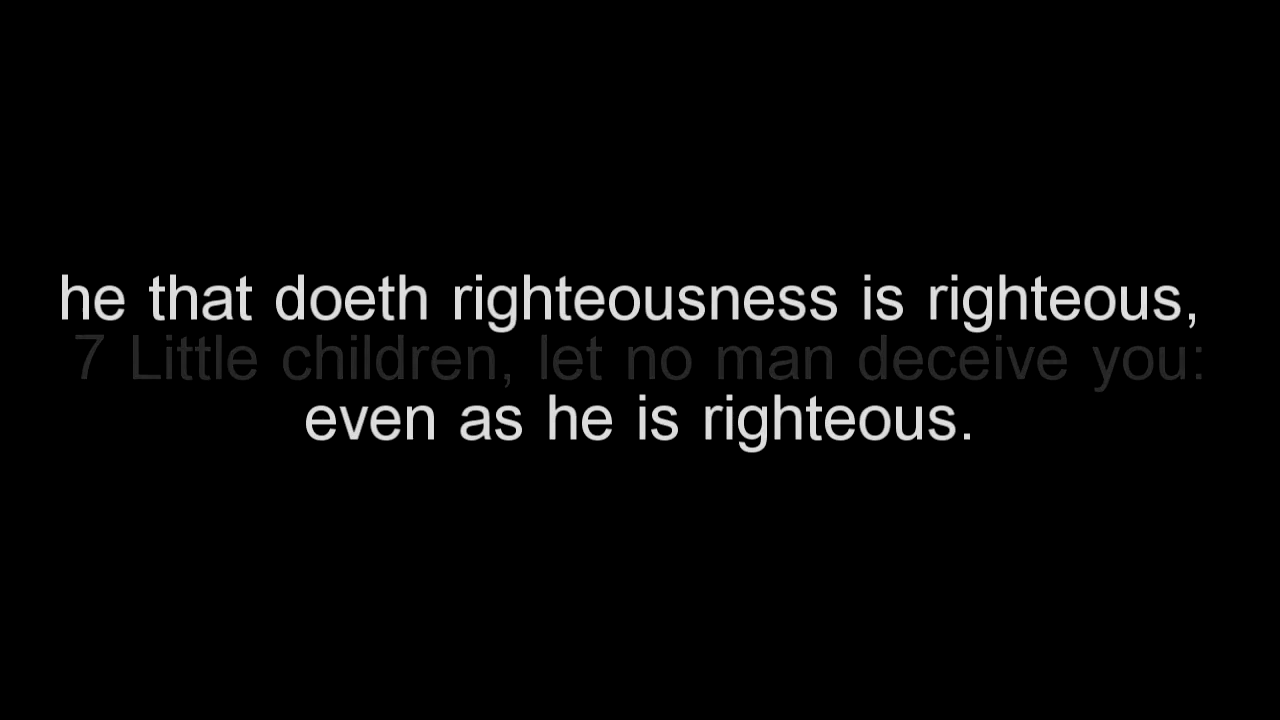 he that doeth righteousness is righteous,
7 Little children, let no man deceive you:
even as he is righteous.